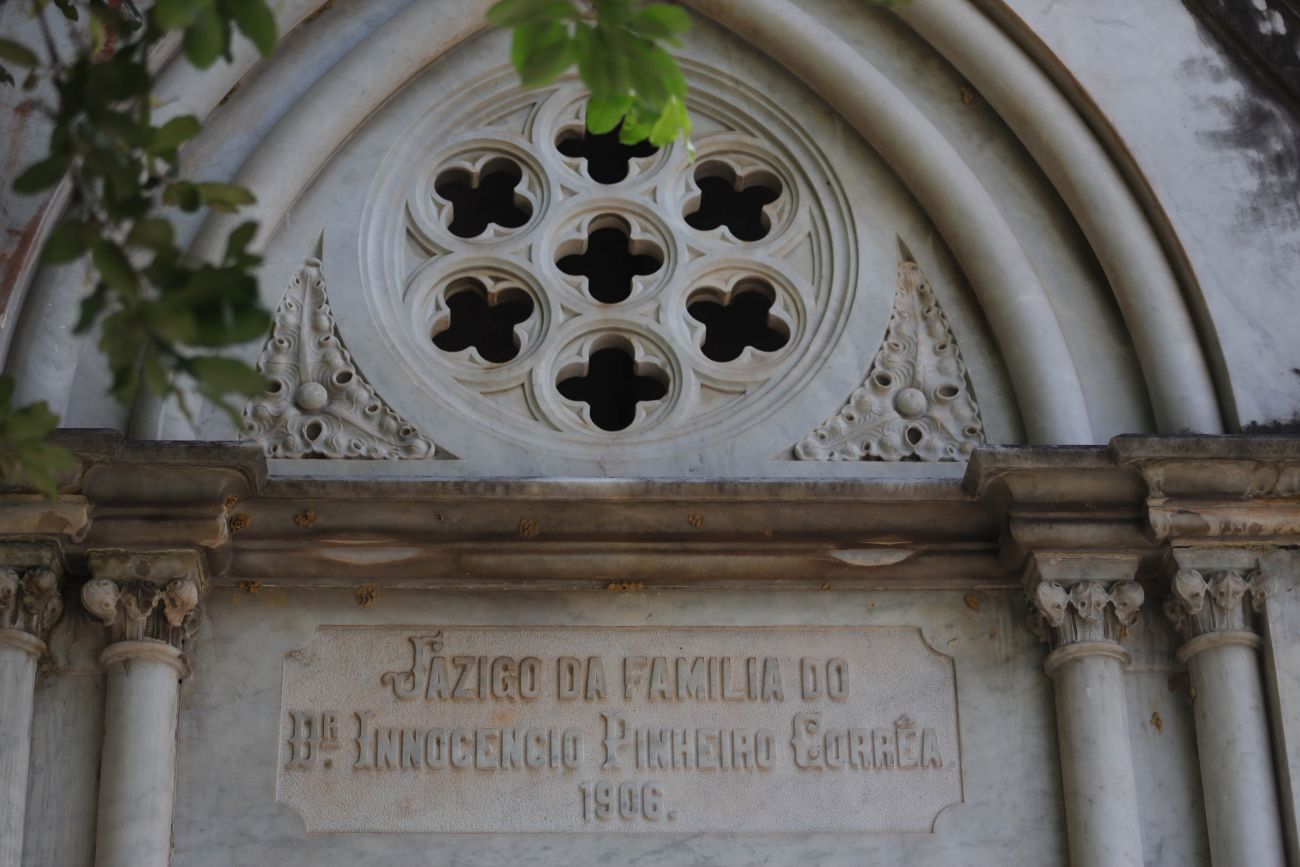 JAZIGO DA FAMILIA DO
DR. INNOCENCIO PINHEIRO CORRÊA
1906.